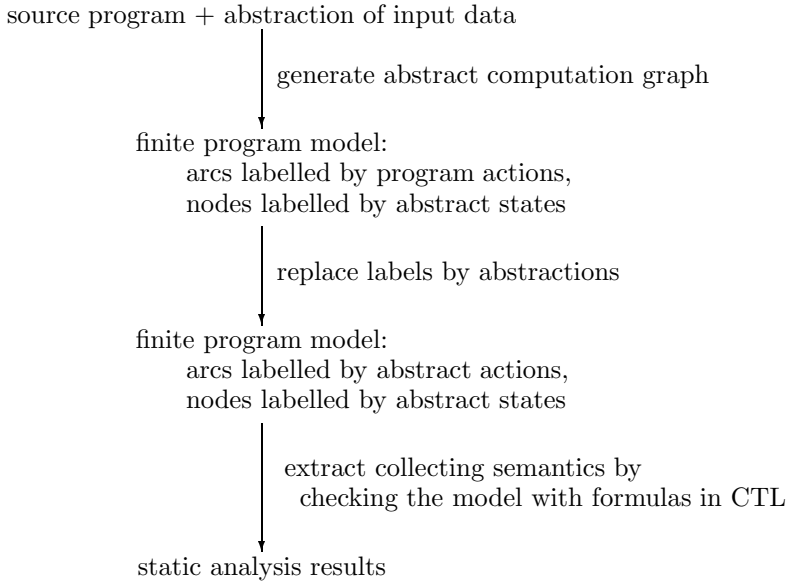 source program + abstraction of input data
generate abstract computation graph
finite program model:
arcs labelled by program actions,
nodes labelled by abstract states
replace labels by abstractions
finite program model:
arcs labelled by abstract actions,
nodes labelled by abstract states
extract collecting semantics by
checking the model with formulas in CTL
static analysis results